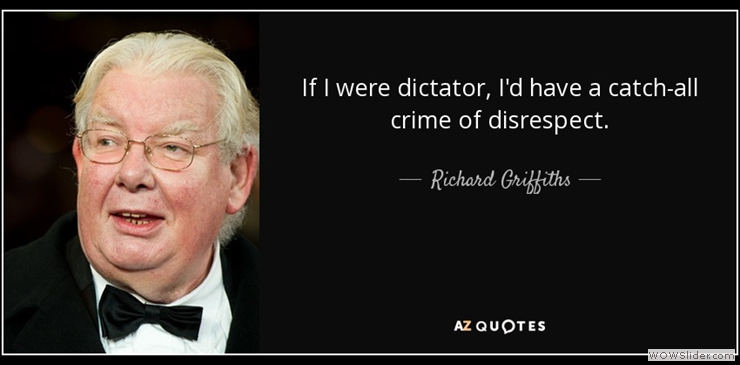 If I were dictator, I'd have a catch-all
crime of disrespect.
Richard Griffiths
AZ QUOTES
WOWSlider.com